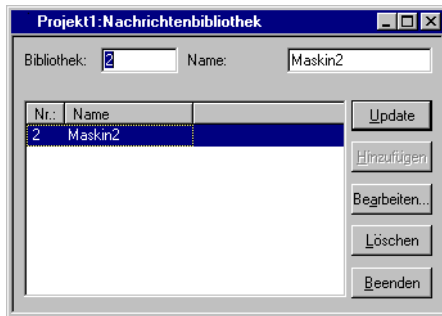 Projekt1:Nachrichtenbibliothek
Bibliothek: 2 Name: Maskin2
Nr.: Name
2 Maskin2
Update
Hinzufügen
Bearbeiten...
Löschen
Beenden